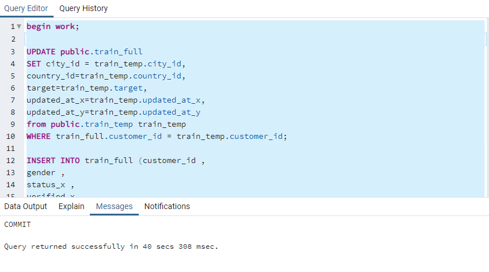 Query Editor Query History
1 begin work;
2
3 UPDATE public.train_full
4 SET city_id = train_temp.city_id,
5 country_id=train_temp.country_id,
6 target=train_temp.target,
7 updated_at_x=train_temp.updated_at_x,
8 updated_at_y=train_temp.updated_at_y
9 from public.train_temp train_temp
10 WHERE train_full.customer_id = train_temp.customer_id;
11
12 INSERT INTO train_full (customer_id ,
13 gender ,
14 status_x ,
15 verified_x
Data Output Explain Messages Notifications
COMMIT
Query returned successfully in 40 secs 308 msec.